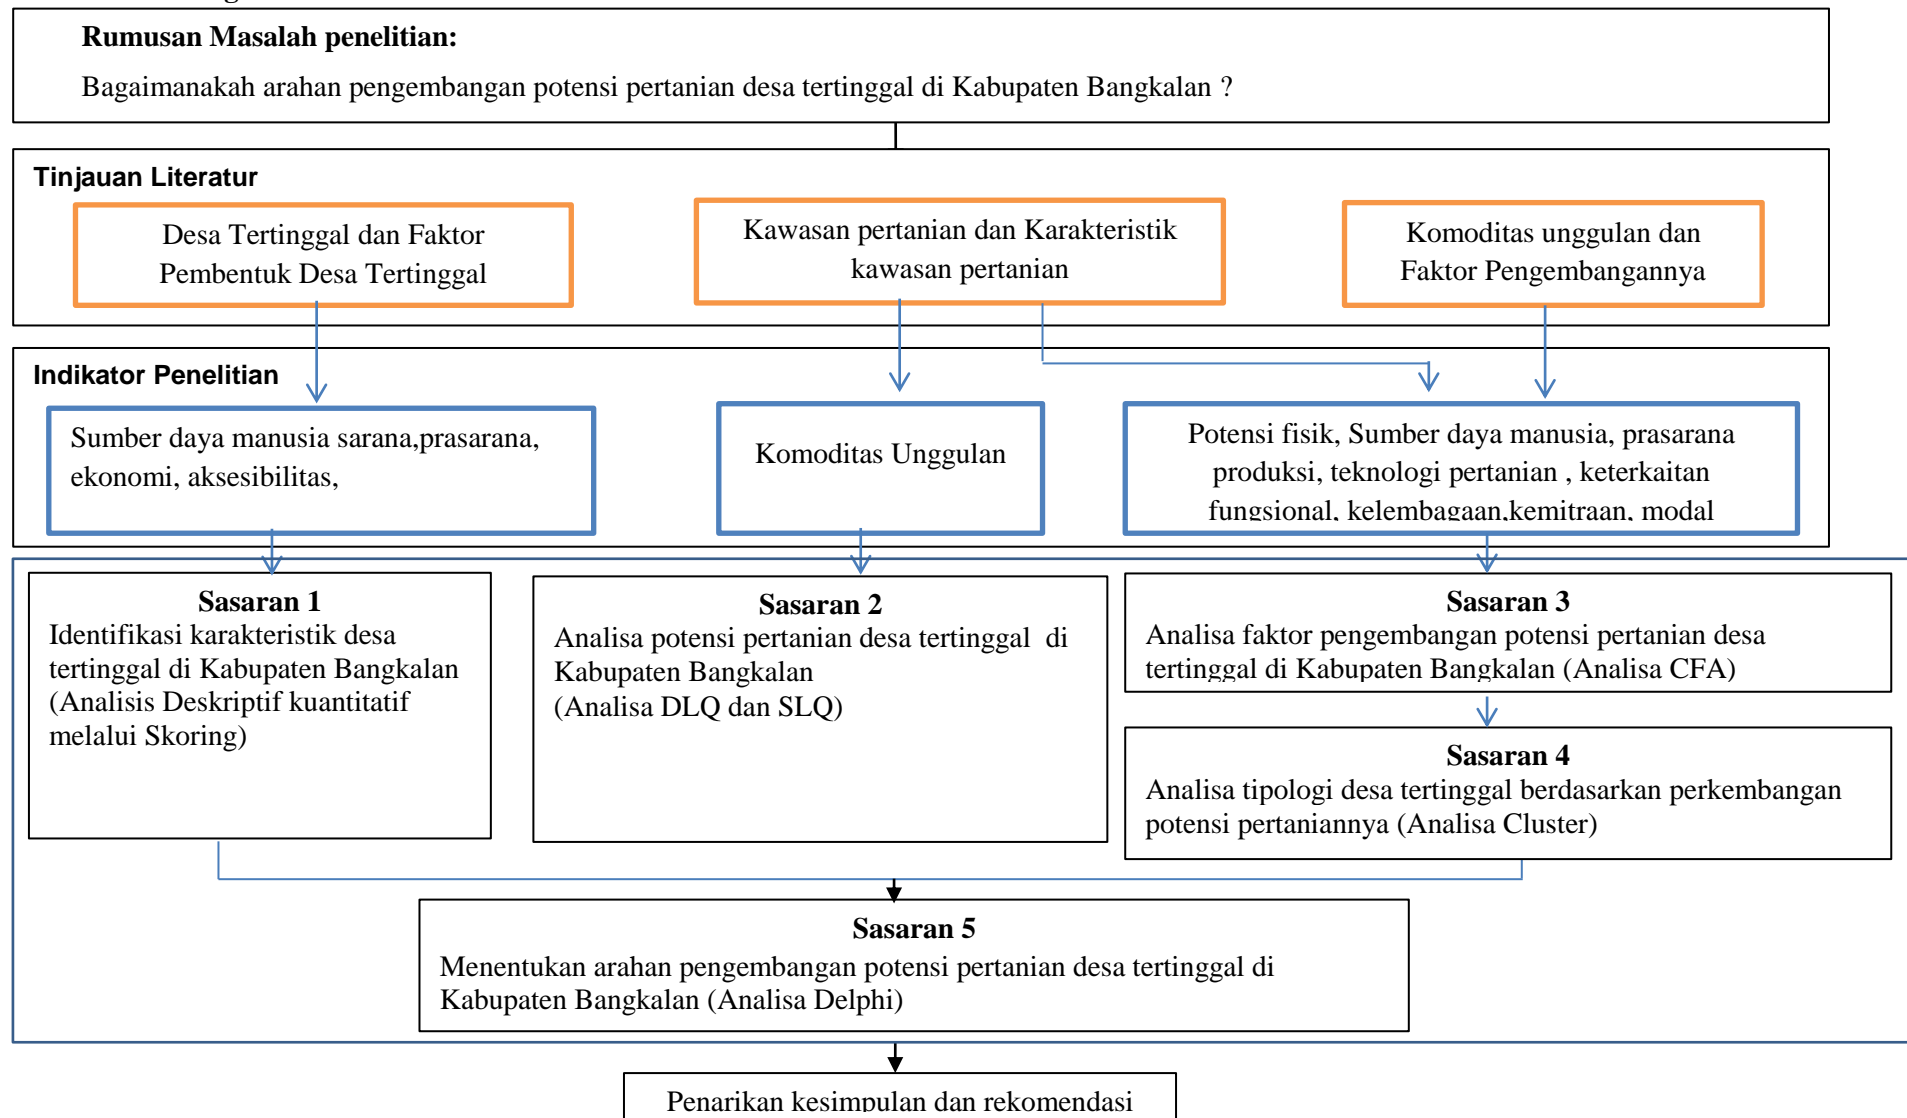 Rumusan Masalah penelitian:
Bagaimanakah arahan pengembangan potensi pertanian desa tertinggal di Kabupaten Bangkalan ?
Tinjauan Literatur
Desa Tertinggal dan Faktor
Pembentuk Desa Tertinggal
Kawasan pertanian dan Karakteristik
kawasan pertanian
Komoditas unggulan dan
Faktor Pengembangannya
Indikator Penelitian
Sumber daya manusia sarana,prasarana,
ekonomi, aksesibilitas,
Komoditas Unggulan
Potensi fisik, Sumber daya manusia, prasarana
produksi, teknologi pertanian , keterkaitan
fungsional, kelembagaan,kemitraan, modal
Sasaran 1
Identifikasi karakteristik desa
tertinggal di Kabupaten Bangkalan
(Analisis Deskriptif kuantitatif
melalui Skoring)
Sasaran 2
Analisa potensi pertanian desa tertinggal  di
Kabupaten Bangkalan
(Analisa DLQ dan SLQ)
Sasaran 3
Analisa faktor pengembangan potensi pertanian desa
tertinggal di Kabupaten Bangkalan (Analisa CFA)
Sasaran 4
Analisa tipologi desa tertinggal berdasarkan perkembangan
potensi pertaniannya (Analisa Cluster)
Sasaran 5
Menentukan arahan pengembangan potensi pertanian desa tertinggal di
Kabupaten Bangkalan (Analisa Delphi)
Penarikan kesimpulan dan rekomendasi